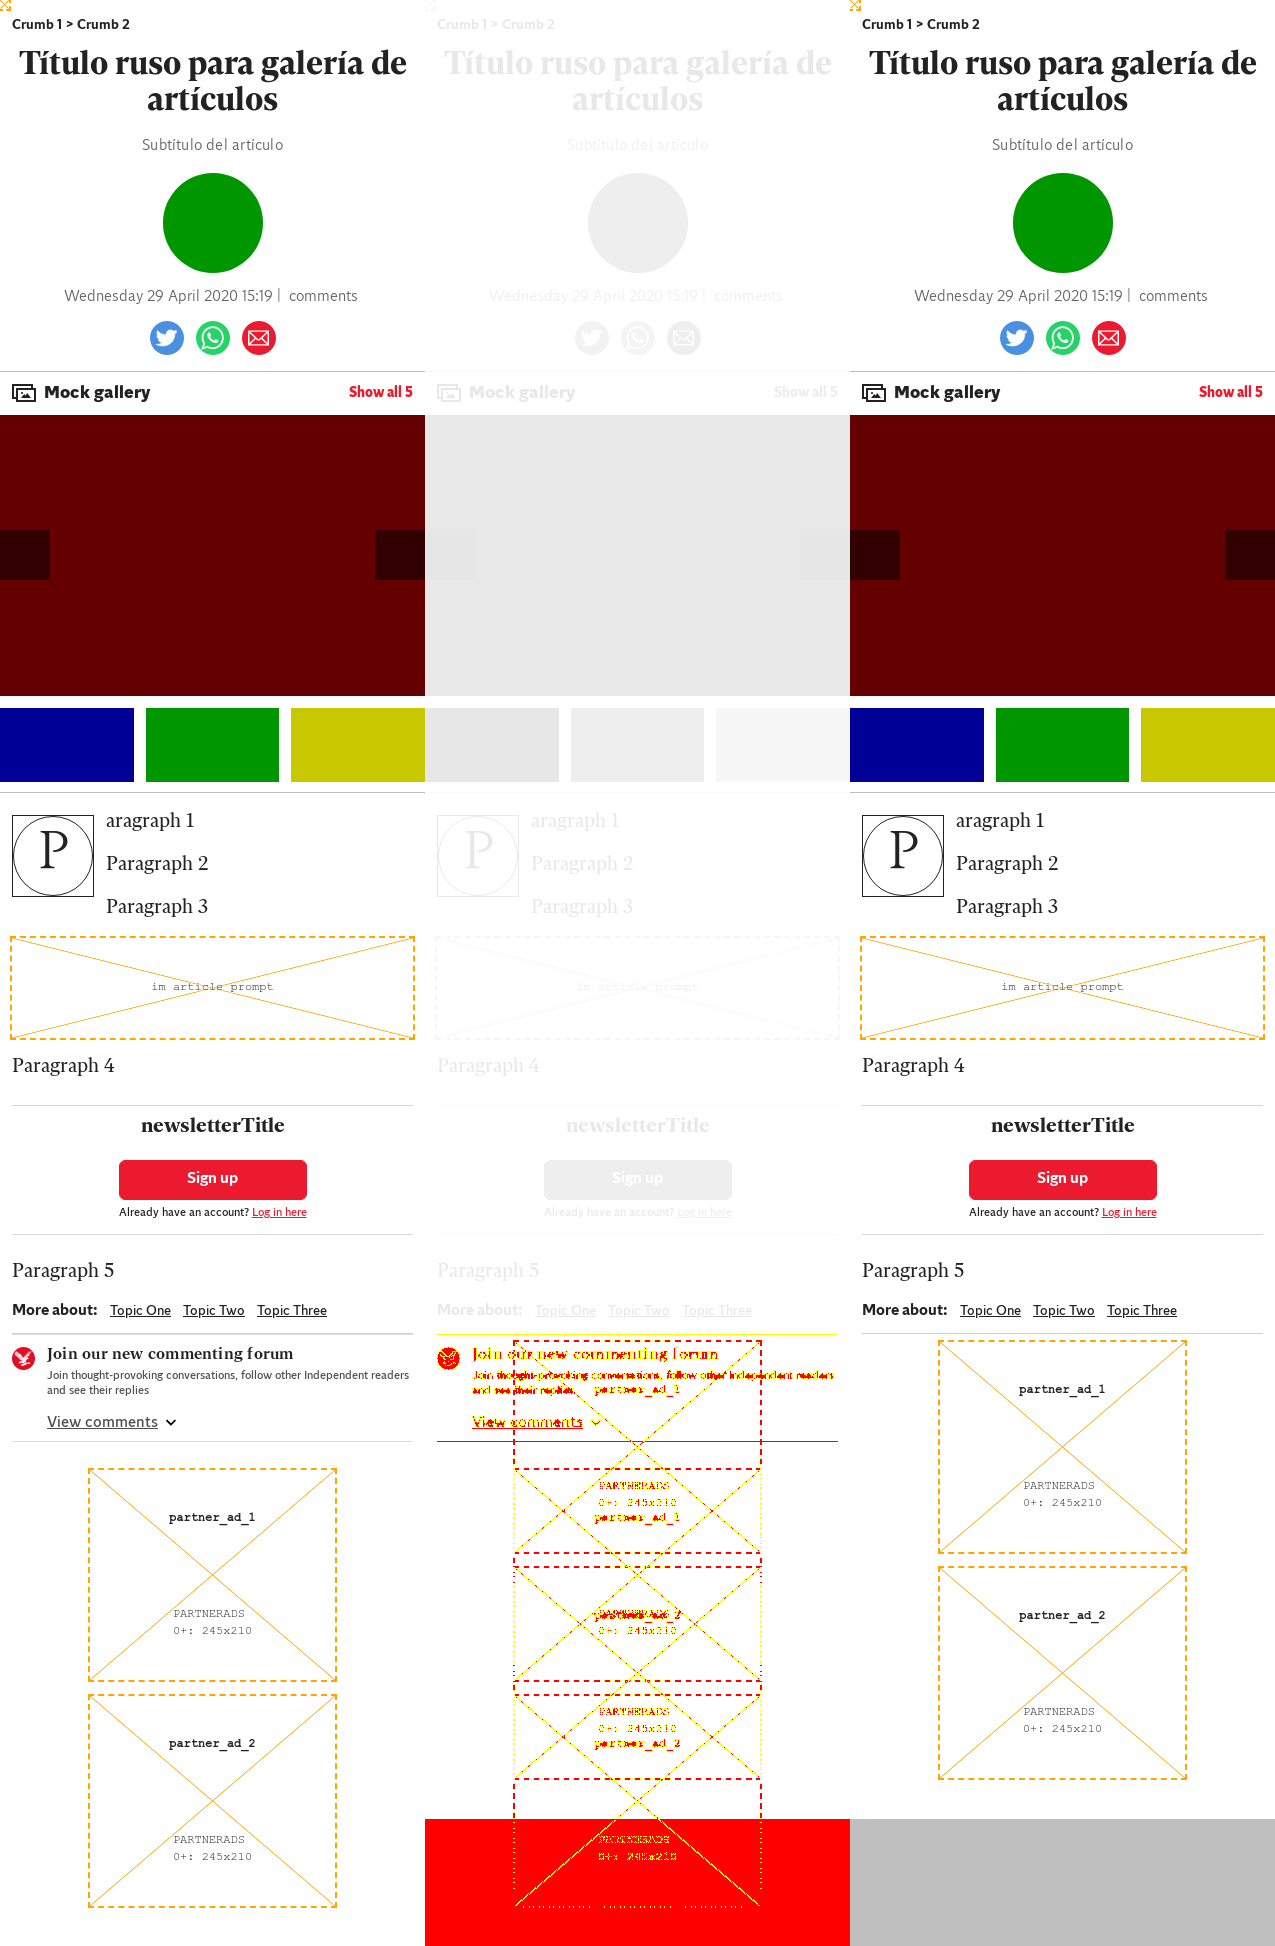 Crumb 1 > Crumb 2
Título ruso para galería de
artículos
Subtitulo del artículo
Wednesday 29 April 2020 15:19 | comments
Mock gallery
Show all 5
P
aragraph 1
Paragraph 2
Paragraph 3
im article prompt
Paragraph 4
newsletterTitle
Sign up
Already have an account? Log in here
Paragraph 5
More about: Topic One Topic Two Topic Three
Join our new commenting forum
Join thought-provoking conversations, follow other Independent readers
and see their replies
View comments
partner_ad_1
PARTNERADS
0+: 245x210
partner_ad_2
PARTNERADS
0+: 245x210
Crumb 1 > Crumb 2
Título ruso para galería de
artículos
Subtitulo del artículo
Wednesday 29 April 2020 15:19 | comments
Mock gallery
Show all 5
P
aragraph 1
Paragraph 2
Paragraph 3
im article prompt
Paragraph 4
newsletterTitle
Sign up
Already have an account? Log in here
Paragraph 5
More about: Topic One Topic Two Topic Three
Join our new commenting forum
Join thought-provoking conversations, follow other Independent readers
and see their replies
partner_ad_1
View comments
PARTNERADS
0+: 245x210
partner_ad_1
partner_ad_2
0+: 245x210
PARTNERADS
0+: 245x210
partner_ad_2
PARTNERADS
0+: 245x210
Crumb 1 > Crumb 2
Título ruso para galería de
artículos
Subtitulo del artículo
Wednesday 29 April 2020 15:19 | comments
Mock gallery
Show all 5
P
aragraph 1
Paragraph 2
Paragraph 3
im article prompt
Paragraph 4
newsletterTitle
Sign up
Already have an account? Log in here
Paragraph 5
More about: Topic One Topic Two Topic Three
partner_ad_1
PARTNERADS
0+: 245x210
partner_ad_2
PARTNERADS
0+: 245x210